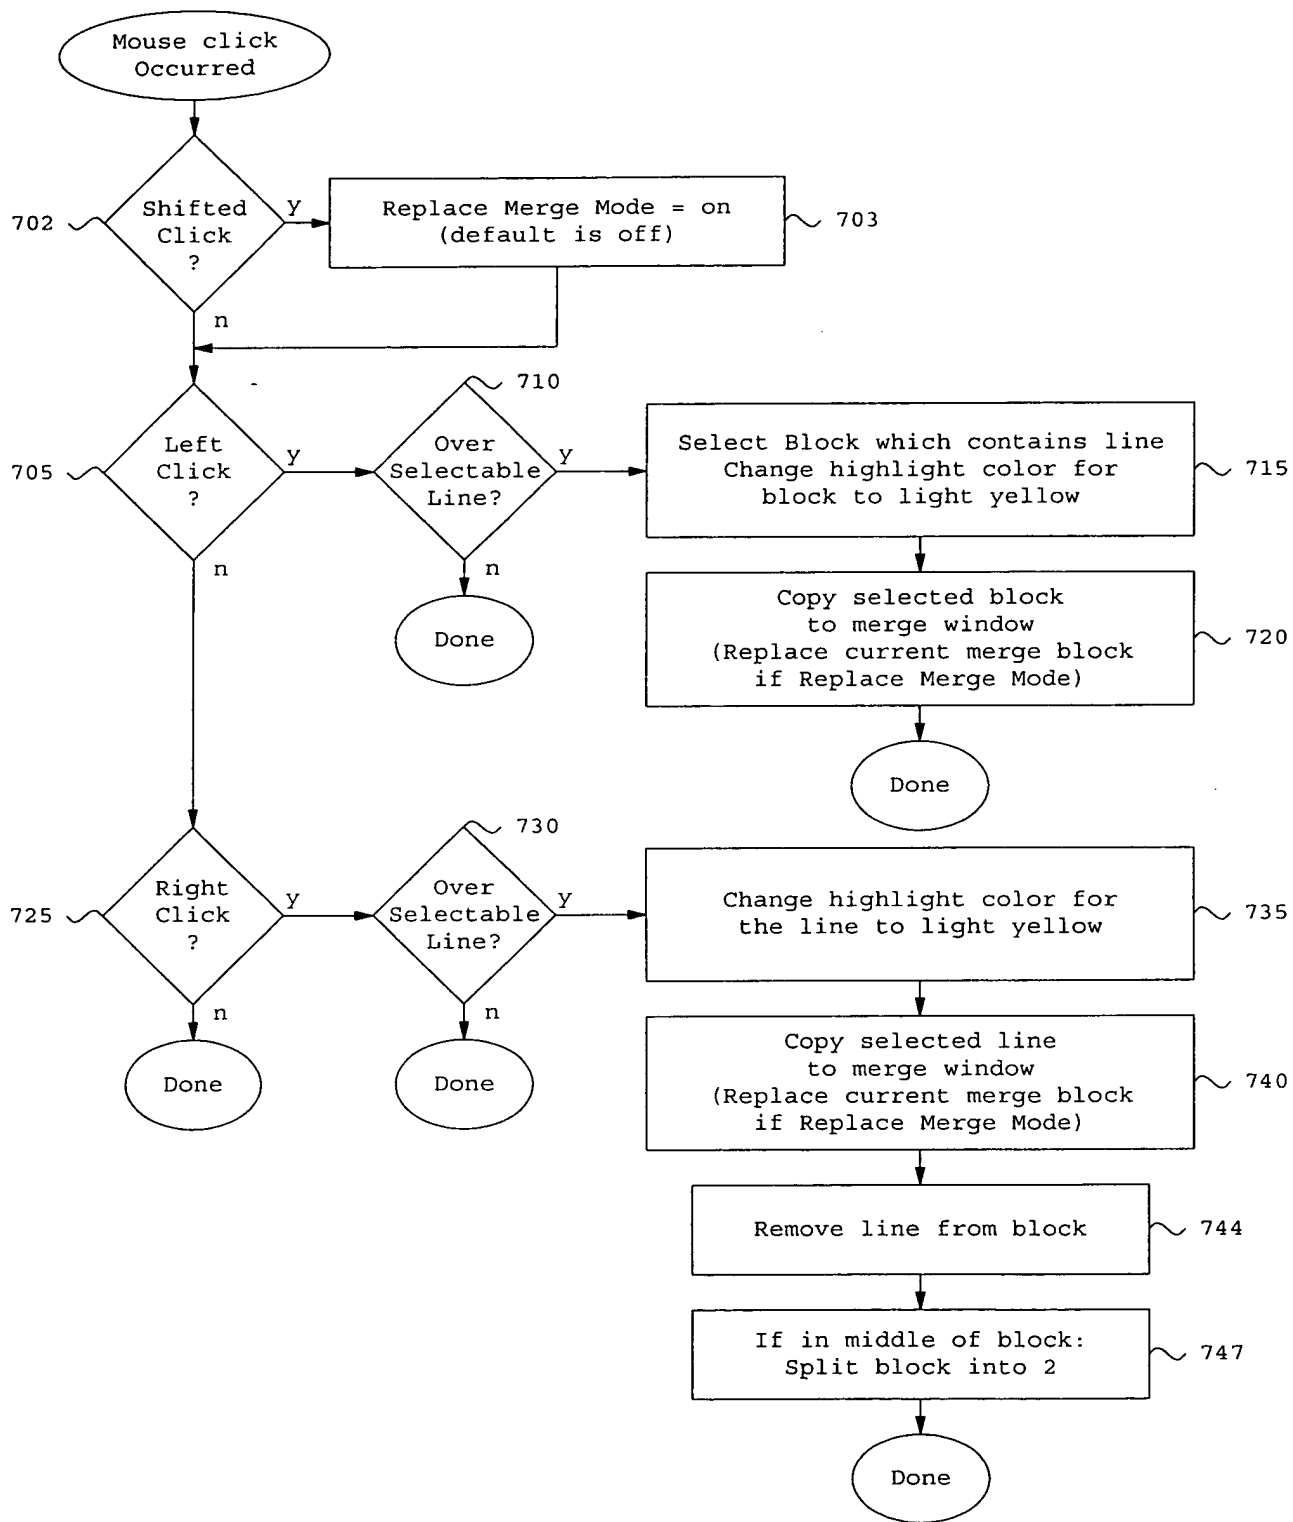 Mouse click
Occurred
702
Shifted
Click
?
y
n
Replace Merge Mode = on
(default is off)
703
705
Left
Click
?
y
n
710
Over
Selectable
Line?
y
n
Done
Select Block which contains line
Change highlight color for
block to light yellow
715
Copy selected block
to merge window
(Replace current merge block
if Replace Merge Mode)
720
Done
725
Right
Click
?
y
n
Done
730
Over
Selectable
Line?
y
n
Done
Change highlight color for
the line to light yellow
735
Copy selected line
to merge window
(Replace current merge block
if Replace Merge Mode)
740
Remove line from block
744
If in middle of block:
Split block into 2
747
Done